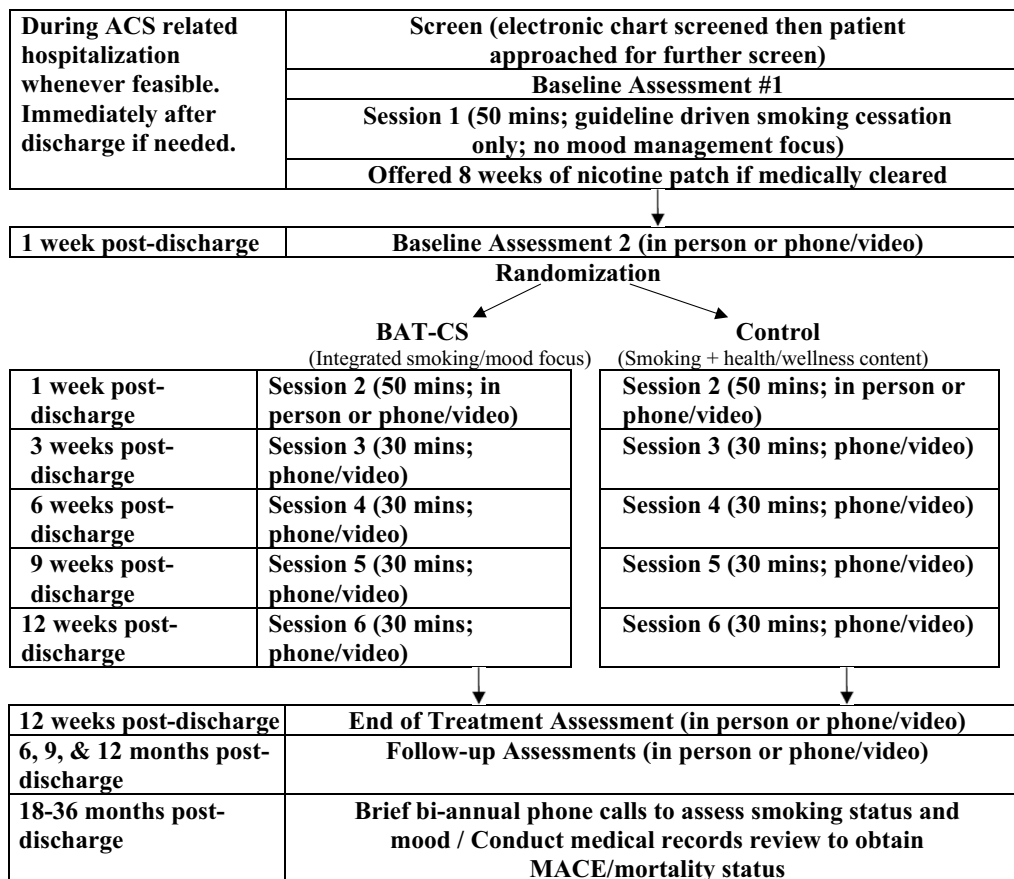 During ACS related
hospitalization
whenever feasible.
Immediately after
discharge if needed.
Screen (electronic chart screened then patient
approached for further screen)
Baseline Assessment #1
Session 1 (50 mins; guideline driven smoking cessation
only; no mood management focus)
Offered 8 weeks of nicotine patch if medically cleared
1 week post-discharge
Baseline Assessment 2 (in person or phone/video)
Randomization
BAT-CS
(Integrated smoking/mood focus)
Control
(Smoking + health/wellness content)
1 week post-
discharge
Session 2 (50 mins; in
person or phone/video)
Session 2 (50 mins; in person or
phone/video)
3 weeks post-
discharge
Session 3 (30 mins;
phone/video)
Session 3 (30 mins; phone/video)
6 weeks post-
discharge
Session 4 (30 mins;
phone/video)
Session 4 (30 mins; phone/video)
9 weeks post-
discharge
Session 5 (30 mins;
phone/video)
Session 5 (30 mins; phone/video)
12 weeks post-
discharge
Session 6 (30 mins;
phone/video)
Session 6 (30 mins; phone/video)
12 weeks post-discharge
End of Treatment Assessment (in person or phone/video)
6, 9, & 12 months post-
discharge
Follow-up Assessments (in person or phone/video)
18-36 months post-
discharge
Brief bi-annual phone calls to assess smoking status and
mood / Conduct medical records review to obtain
MACE/mortality status